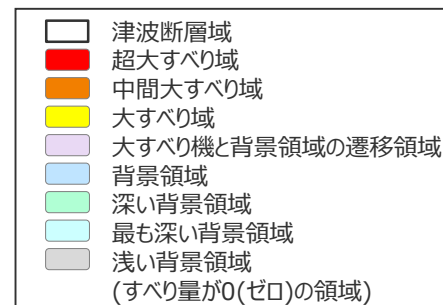 津波断層域
超大すべり域
中間大すべり域
大すべり域
大すべり機と背景領域の遷移領域
背景領域
深い背景領域
最も深い背景領域
浅い背景領域
(すべり量が0(ゼロ)の領域)